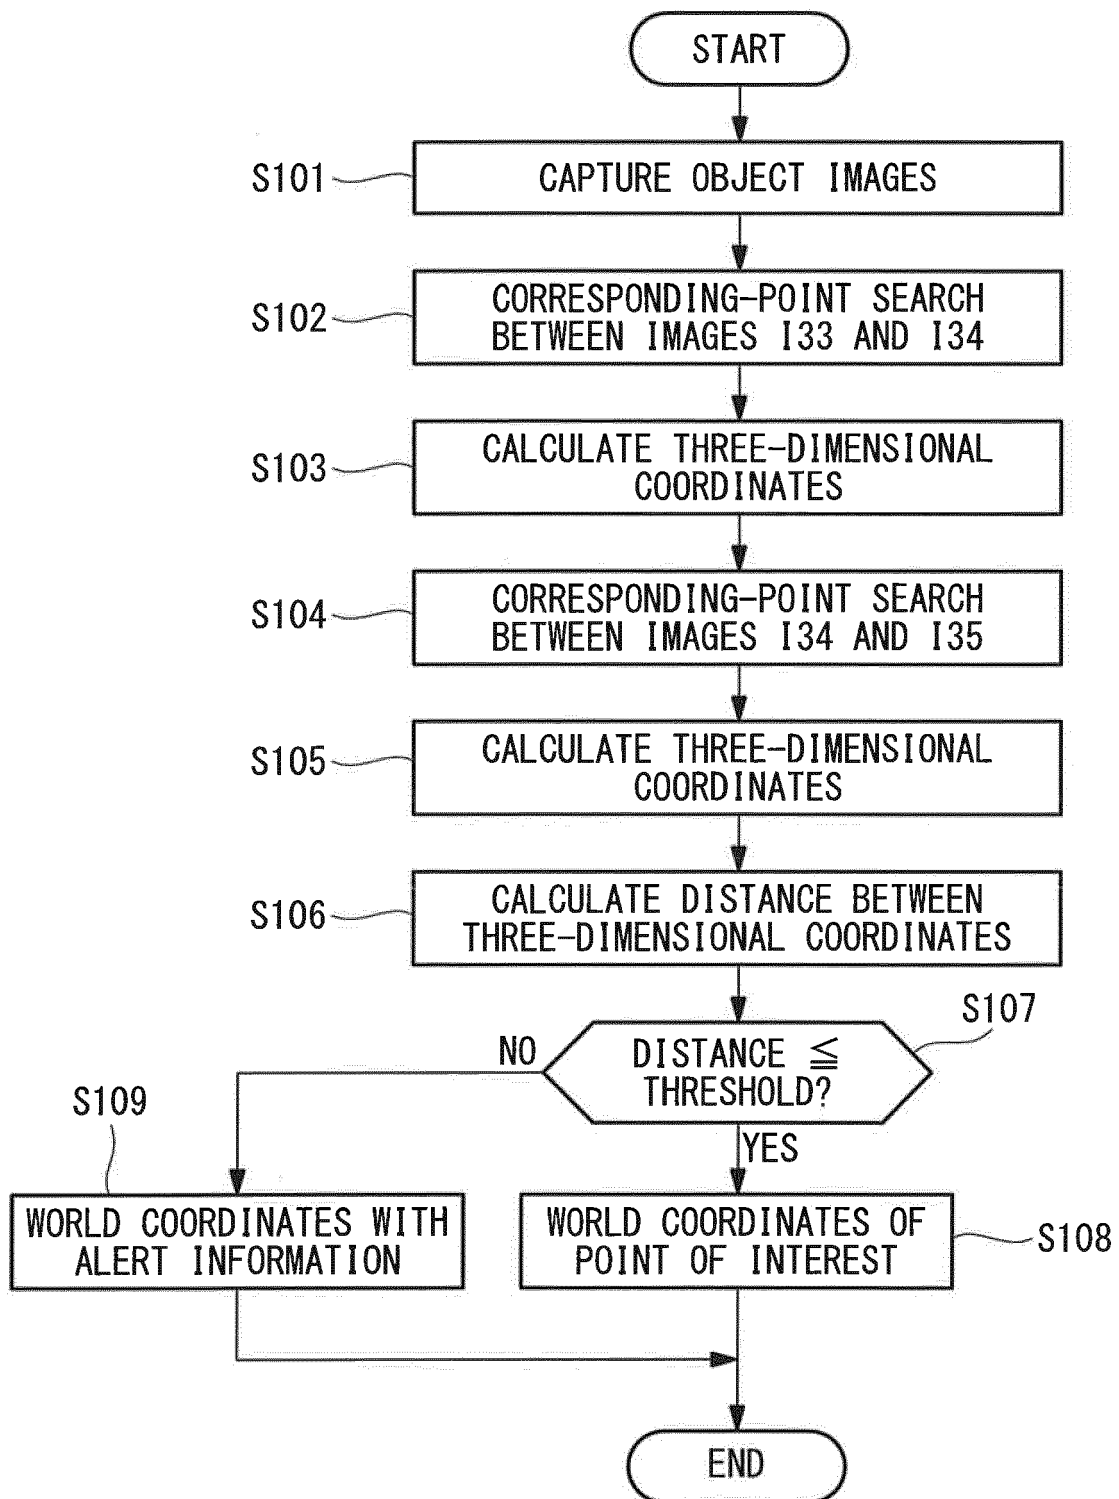 START
S101
CAPTURE OBJECT IMAGES
S102
CORRESPONDING-POINT SEARCH
BETWEEN IMAGES I33 AND I34
S103
CALCULATE THREE-DIMENSIONAL
COORDINATES
S104
CORRESPONDING-POINT SEARCH
BETWEEN IMAGES I34 AND I35
S105
CALCULATE THREE-DIMENSIONAL
COORDINATES
S106
CALCULATE DISTANCE BETWEEN
THREE-DIMENSIONAL COORDINATES
S107
DISTANCE ≦
THRESHOLD?
NO
YES
S109
WORLD COORDINATES WITH
ALERT INFORMATION
WORLD COORDINATES OF
POINT OF INTEREST
S108
END